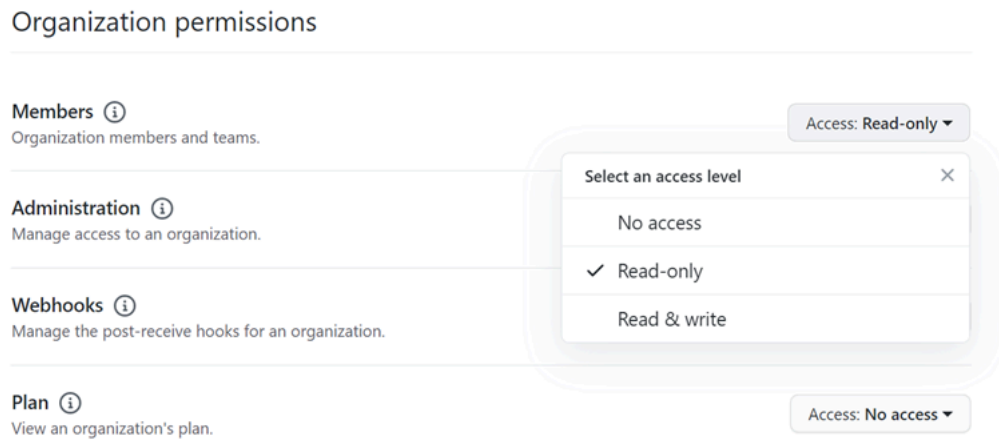 Organization permissions
Members
Organization members and teams.
Access: Read-only
Select an access level
No access
Read-only
Read & write
Administration
Manage access to an organization.
Webhooks
Manage the post-receive hooks for an organization.
Plan
View an organization's plan.
Access: No access